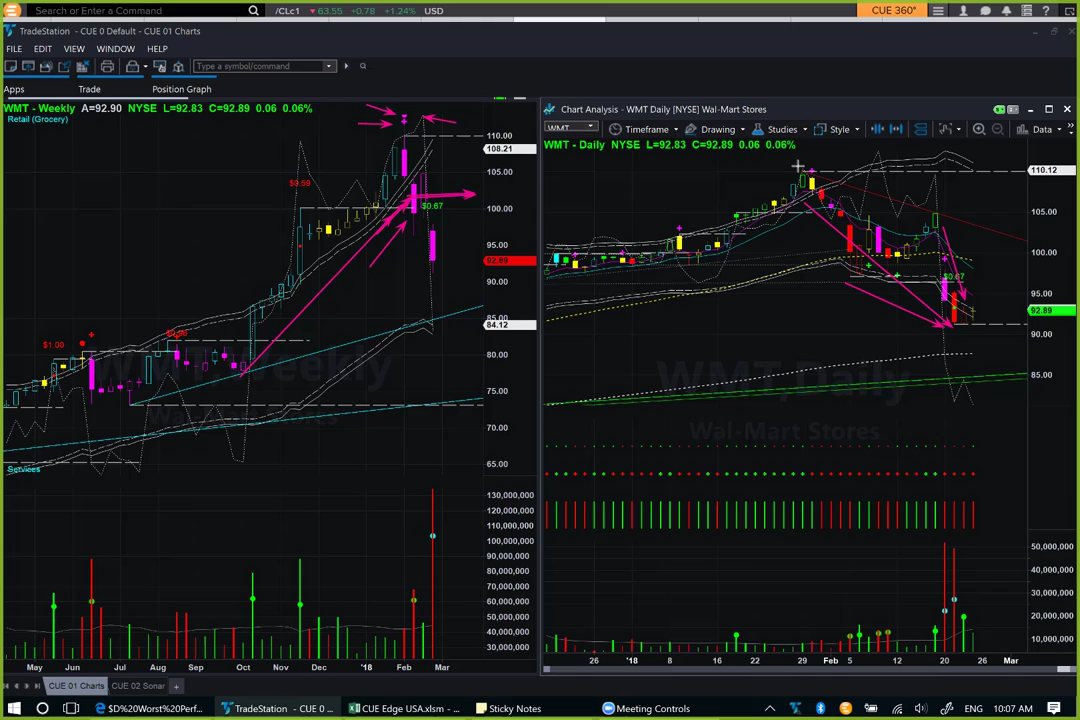 Search or Enter a Command
/CLc1 63.55 +0.78 +1.24% USD
CUE 360°
TradeStation - CUE 0 Default - CUE 01 Charts
FILE EDIT VIEW WINDOW HELP
Type a symbol/command
Apps Trade Position Graph
WMT - Weekly A=92.90 NYSE L=92.83 C=92.89 0.06 0.06%
Retail (Grocery)
110.00
108.21
105.00
100.00
95.00
92.89
90.00
85.00
84.12
80.00
75.00
70.00
65.00
$0.59
$0.67
$1.00
WMT Weekly
Wal-Mart Stores
Services
130,000,000
120,000,000
110,000,000
100,000,000
90,000,000
80,000,000
70,000,000
60,000,000
50,000,000
40,000,000
30,000,000
May Jun Jul Aug Sep Oct Nov Dec '18 Feb Mar
Chart Analysis - WMT Daily [NYSE] Wal-Mart Stores
WMT Timeframe Drawing Studies Style Data
WMT - Daily NYSE L=92.83 C=92.89 0.06 0.06%
110.12
105.00
100.00
95.00
92.89
90.00
85.00
$0.67
WMT Daily
Wal-Mart Stores
50,000,000
40,000,000
30,000,000
20,000,000
10,000,000
26 '18 8 16 22 29 Feb 5 12 20 26 Mar
CUE 01 Charts CUE 02 Sonar +
$D%20Worst%20Perf... TradeStation - CUE 0 ... CUE Edge USA.xlsm - ... Sticky Notes Meeting Controls ENG 10:07 AM